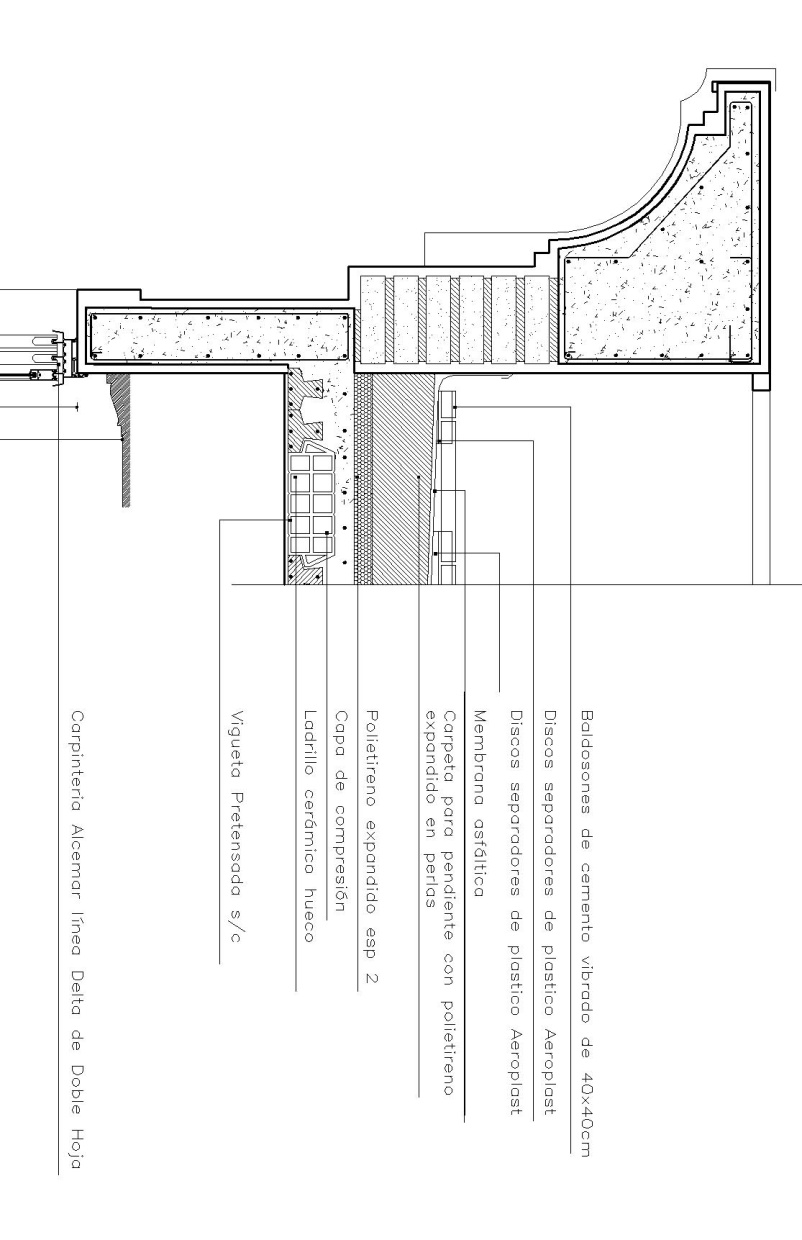 Baldosones de cemento vibrado de 40x40cm
Discos separadores de plastico Aeroplast
Discos separadores de plastico Aeroplast
Membrana asfáltica
Carpeta para pendiente con polietireno
expandido en perlas
Polietireno expandido esp 2
Capa de compresión
Ladrillo cerámico hueco
Vigueta Pretensada s/c
Carpinteria Alcemar línea Delta de Doble Hoja